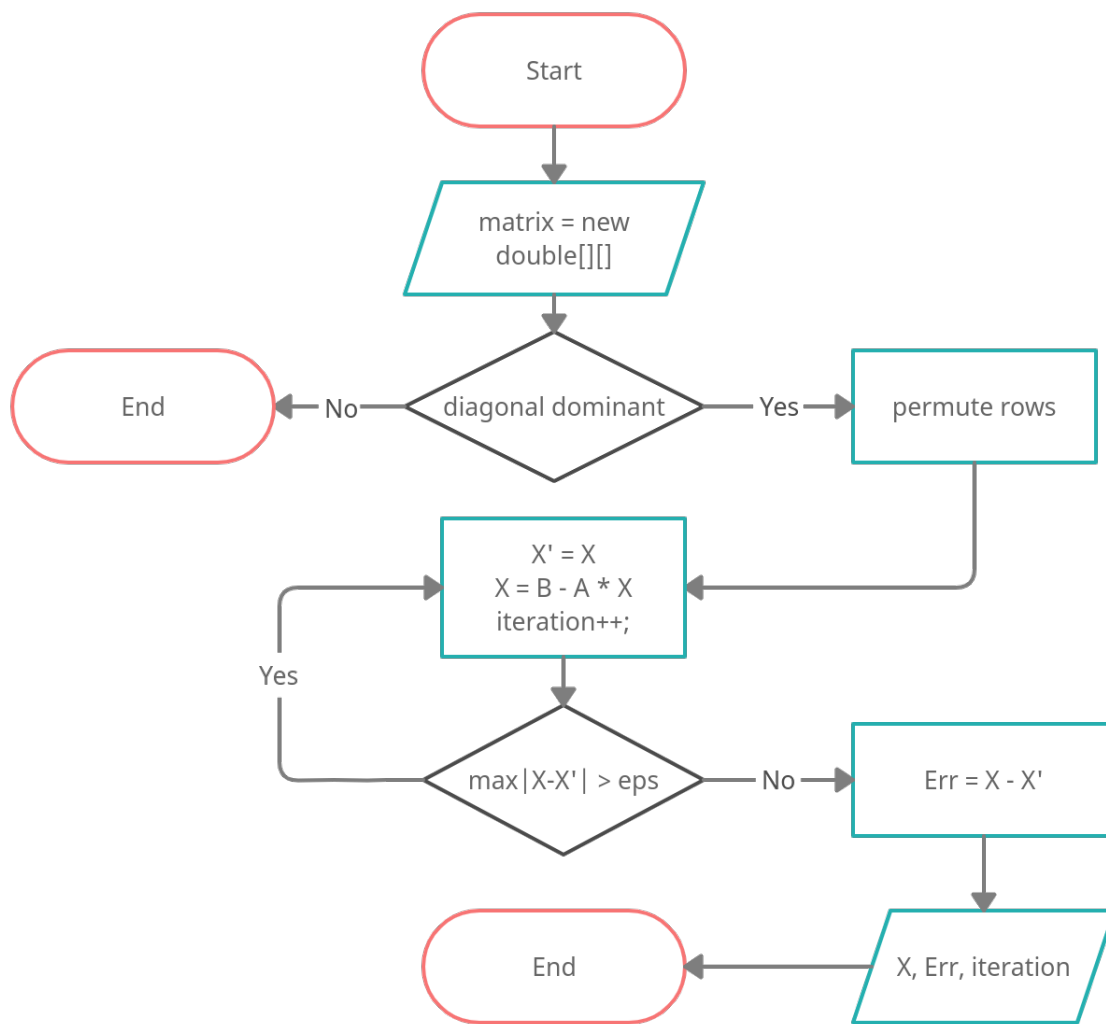 Start
matrix = new
double[][]
End
No
diagonal dominant
Yes
permute rows
X' = X
X = B - A * X
iteration++;
Yes
max|X-X'| > eps
No
Err = X - X'
End
X, Err, iteration